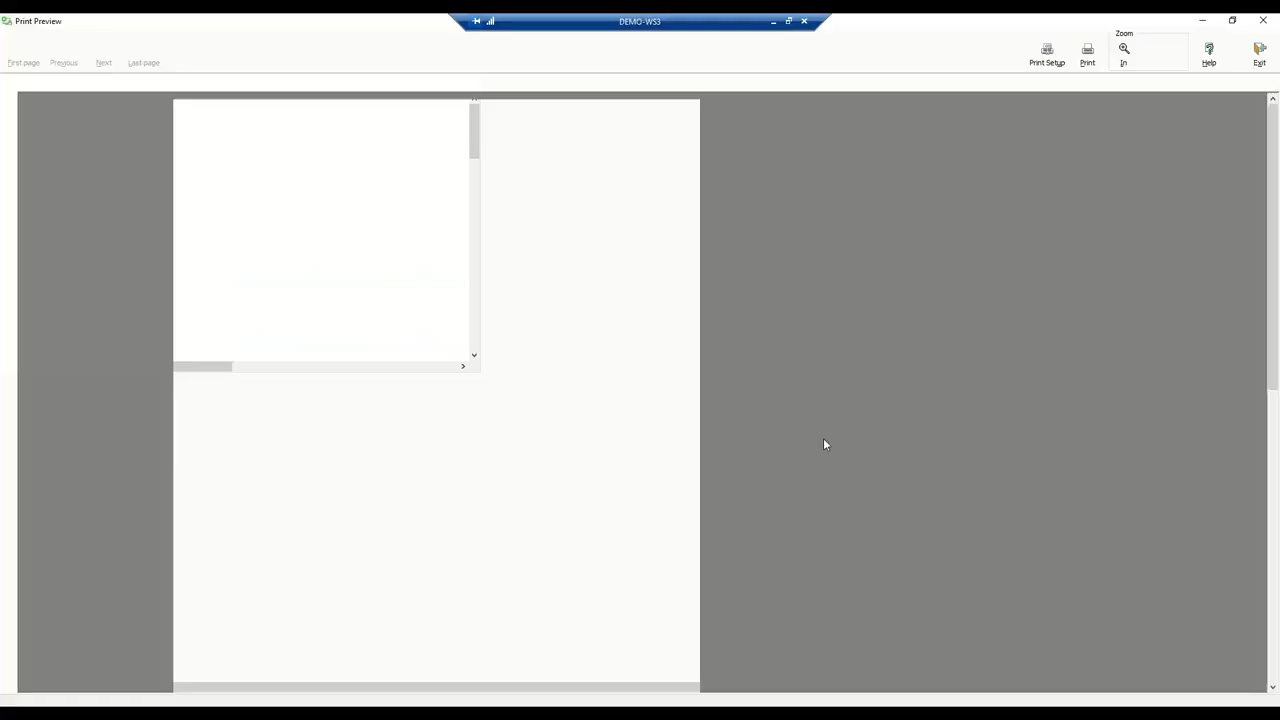 Print Preview
DEMO-WS3
Zoom
First page Previous Next Last page
Print Setup Print In Help Exit